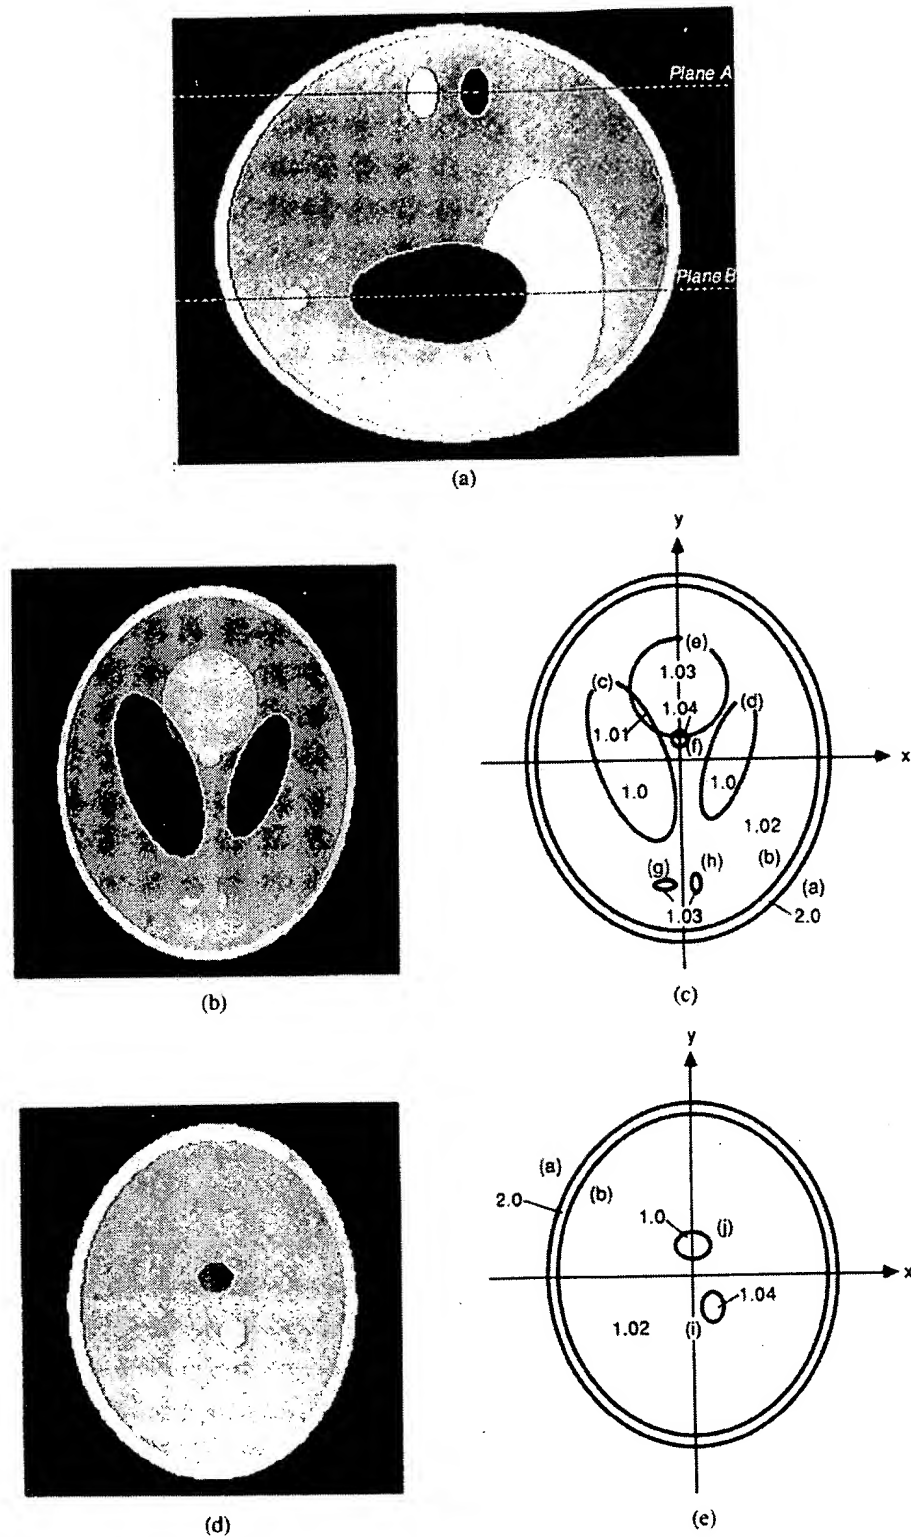 Plane A
Plane B
(a)
y
(e)
1.03
(c)
1.04
(d)
1.01
(f)
x
1.0
1.0
1.02
(g)
(h)
(b)
(a)
1.03
2.0
(b)
(c)
y
(a)
(b)
2.0
1.0
(j)
x
1.04
1.02
(i)
(d)
(e)